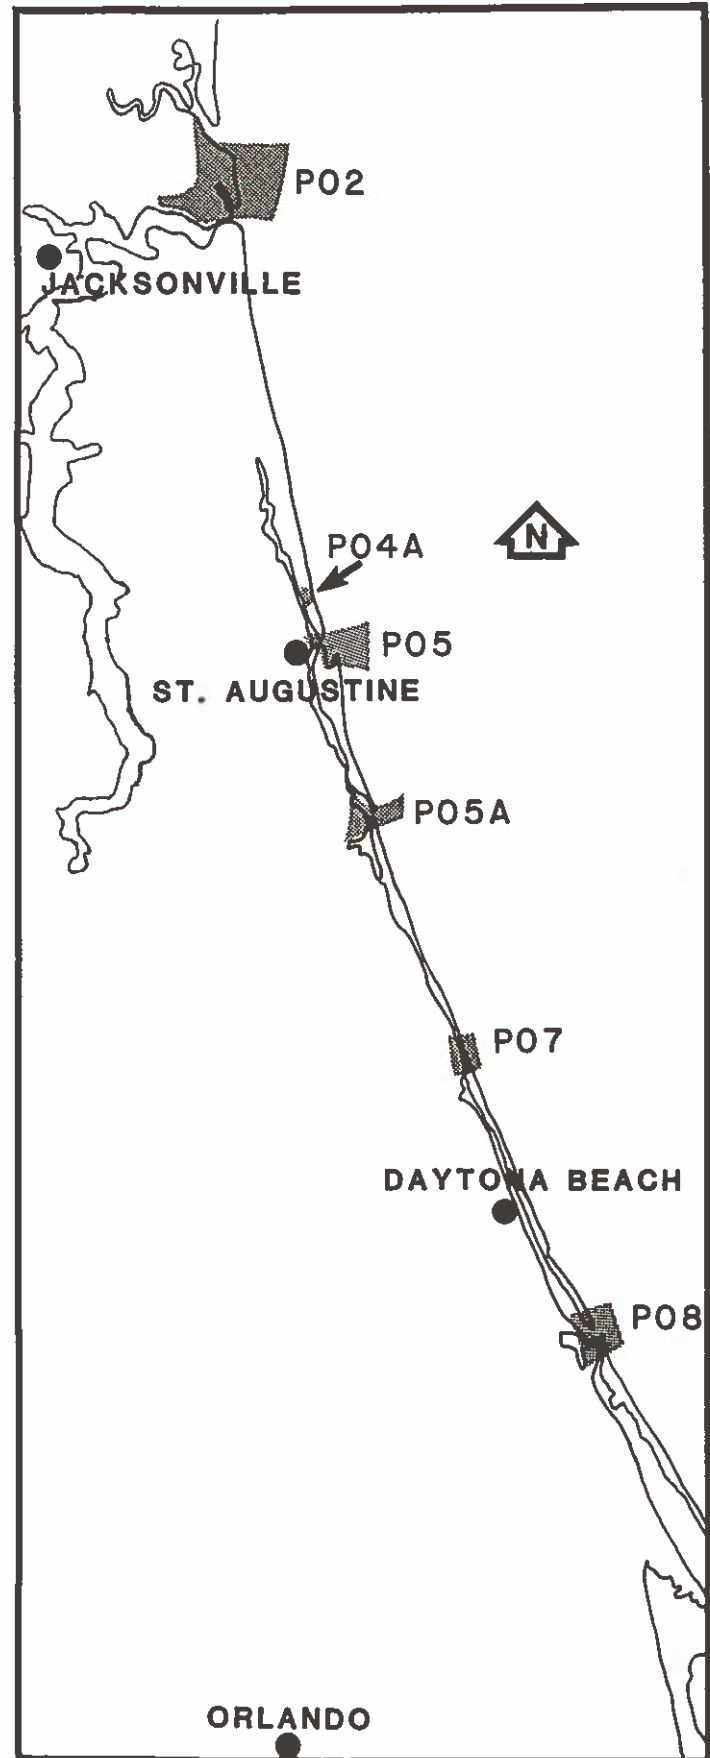 P02
JACKSONVILLE
N
P04A
P05
ST. AUGUSTINE
P05A
P07
DAYTONA BEACH
P08
ORLANDO